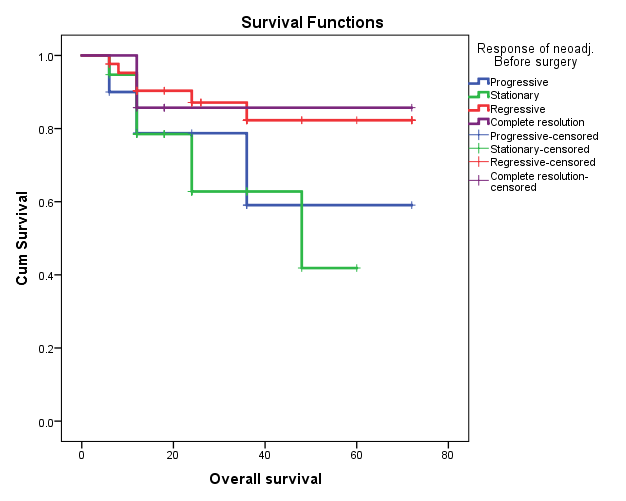 Survival Functions
Response of neoadj.
Before surgery
Progressive
Stationary
Regressive
Complete resolution
Progressive-censored
Stationary-censored
Regressive-censored
Complete resolution-
censored
Cum Survival
1.0
0.8
0.6
0.4
0.2
0.0
0 20 40 60 80
Overall survival